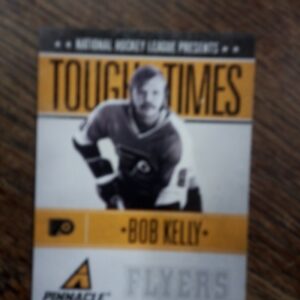 NATIONAL HOCKEY LEAGUE PRESENTS
TOUGH TIMES
BOB KELLY
FLYERS
PINNACLE